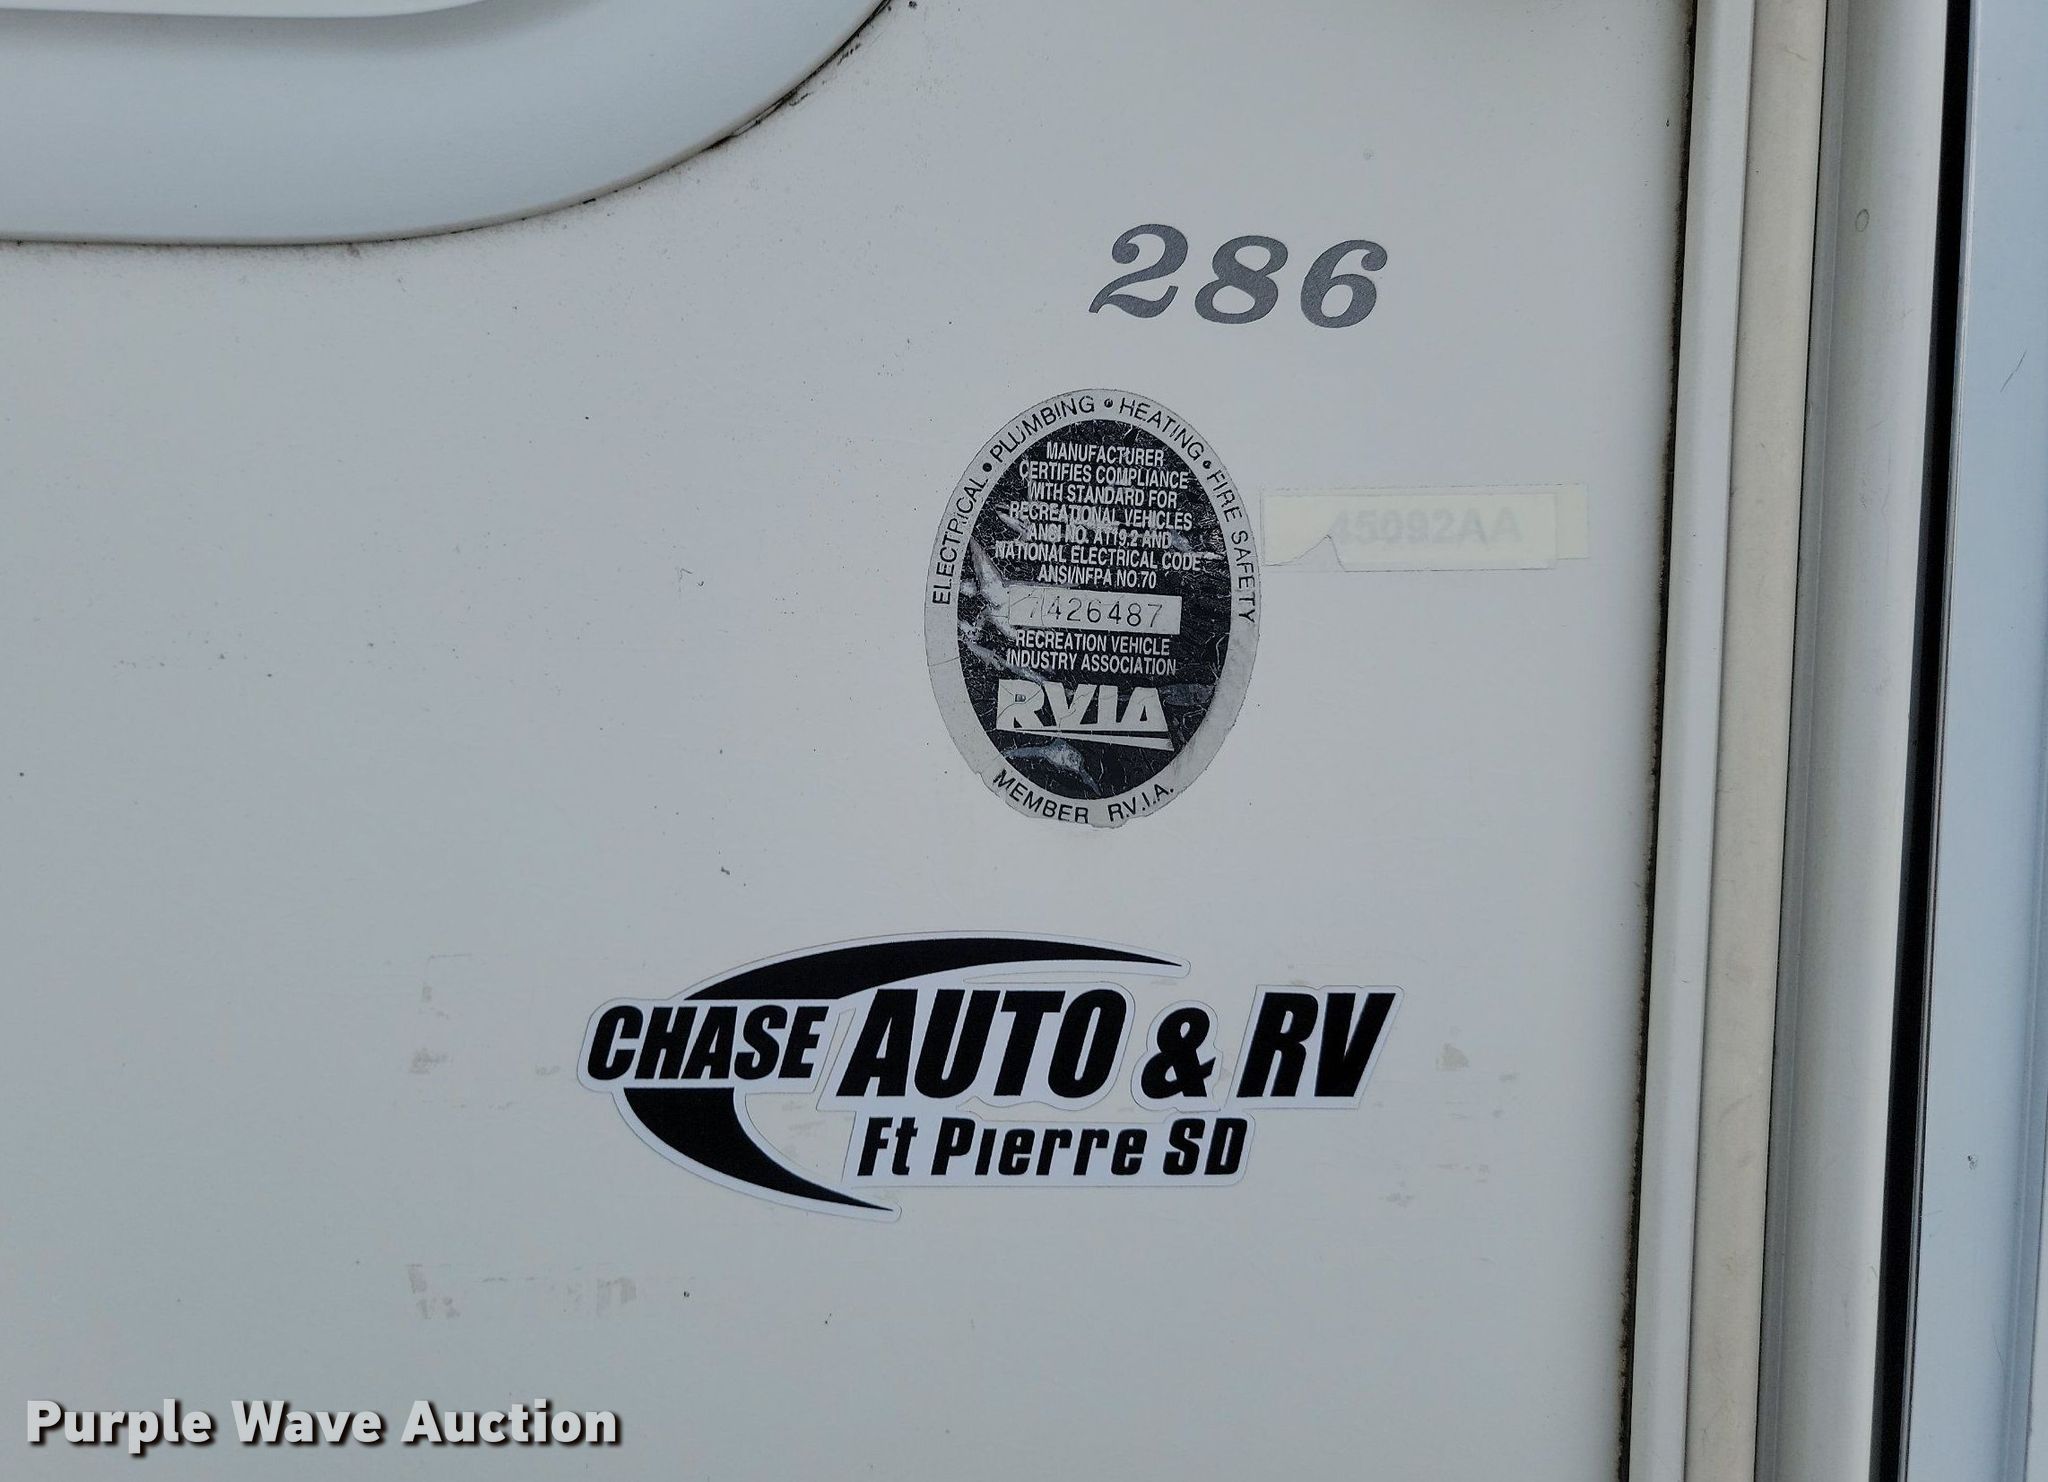 286
ELECTRICAL • PLUMBING • HEATING • FIRE SAFETY
MANUFACTURER
CERTIFIES COMPLIANCE
WITH STANDARD FOR
RECREATIONAL VEHICLES
ANSI NO. A119.2 AND
NATIONAL ELECTRICAL CODE
ANSI/NFPA NO.70
7426487
RECREATION VEHICLE
INDUSTRY ASSOCIATION
RVIA
MEMBER R.V.I.A.
45092AA
CHASE AUTO & RV
Ft Pierre SD
Purple Wave Auction